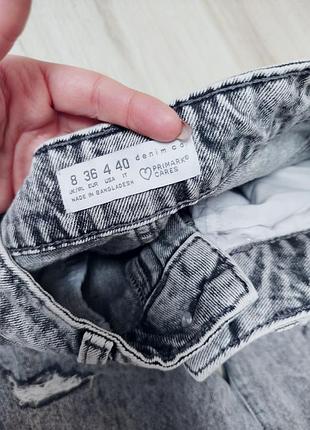 8 36 4 40 denim co
UK/IRL EUR USA IT PRIMARK®
MADE IN BANGLADESH CARES